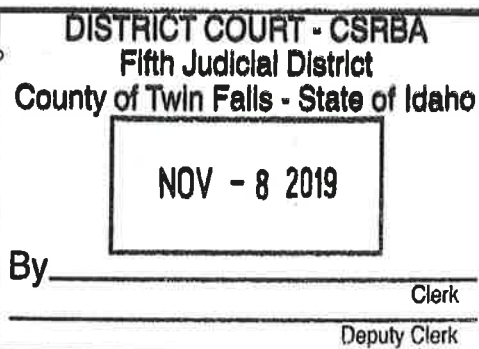 DISTRICT COURT - CSRBA
Fifth Judicial District
County of Twin Falls - State of Idaho
NOV - 8 2019
By
Clerk
Deputy Clerk